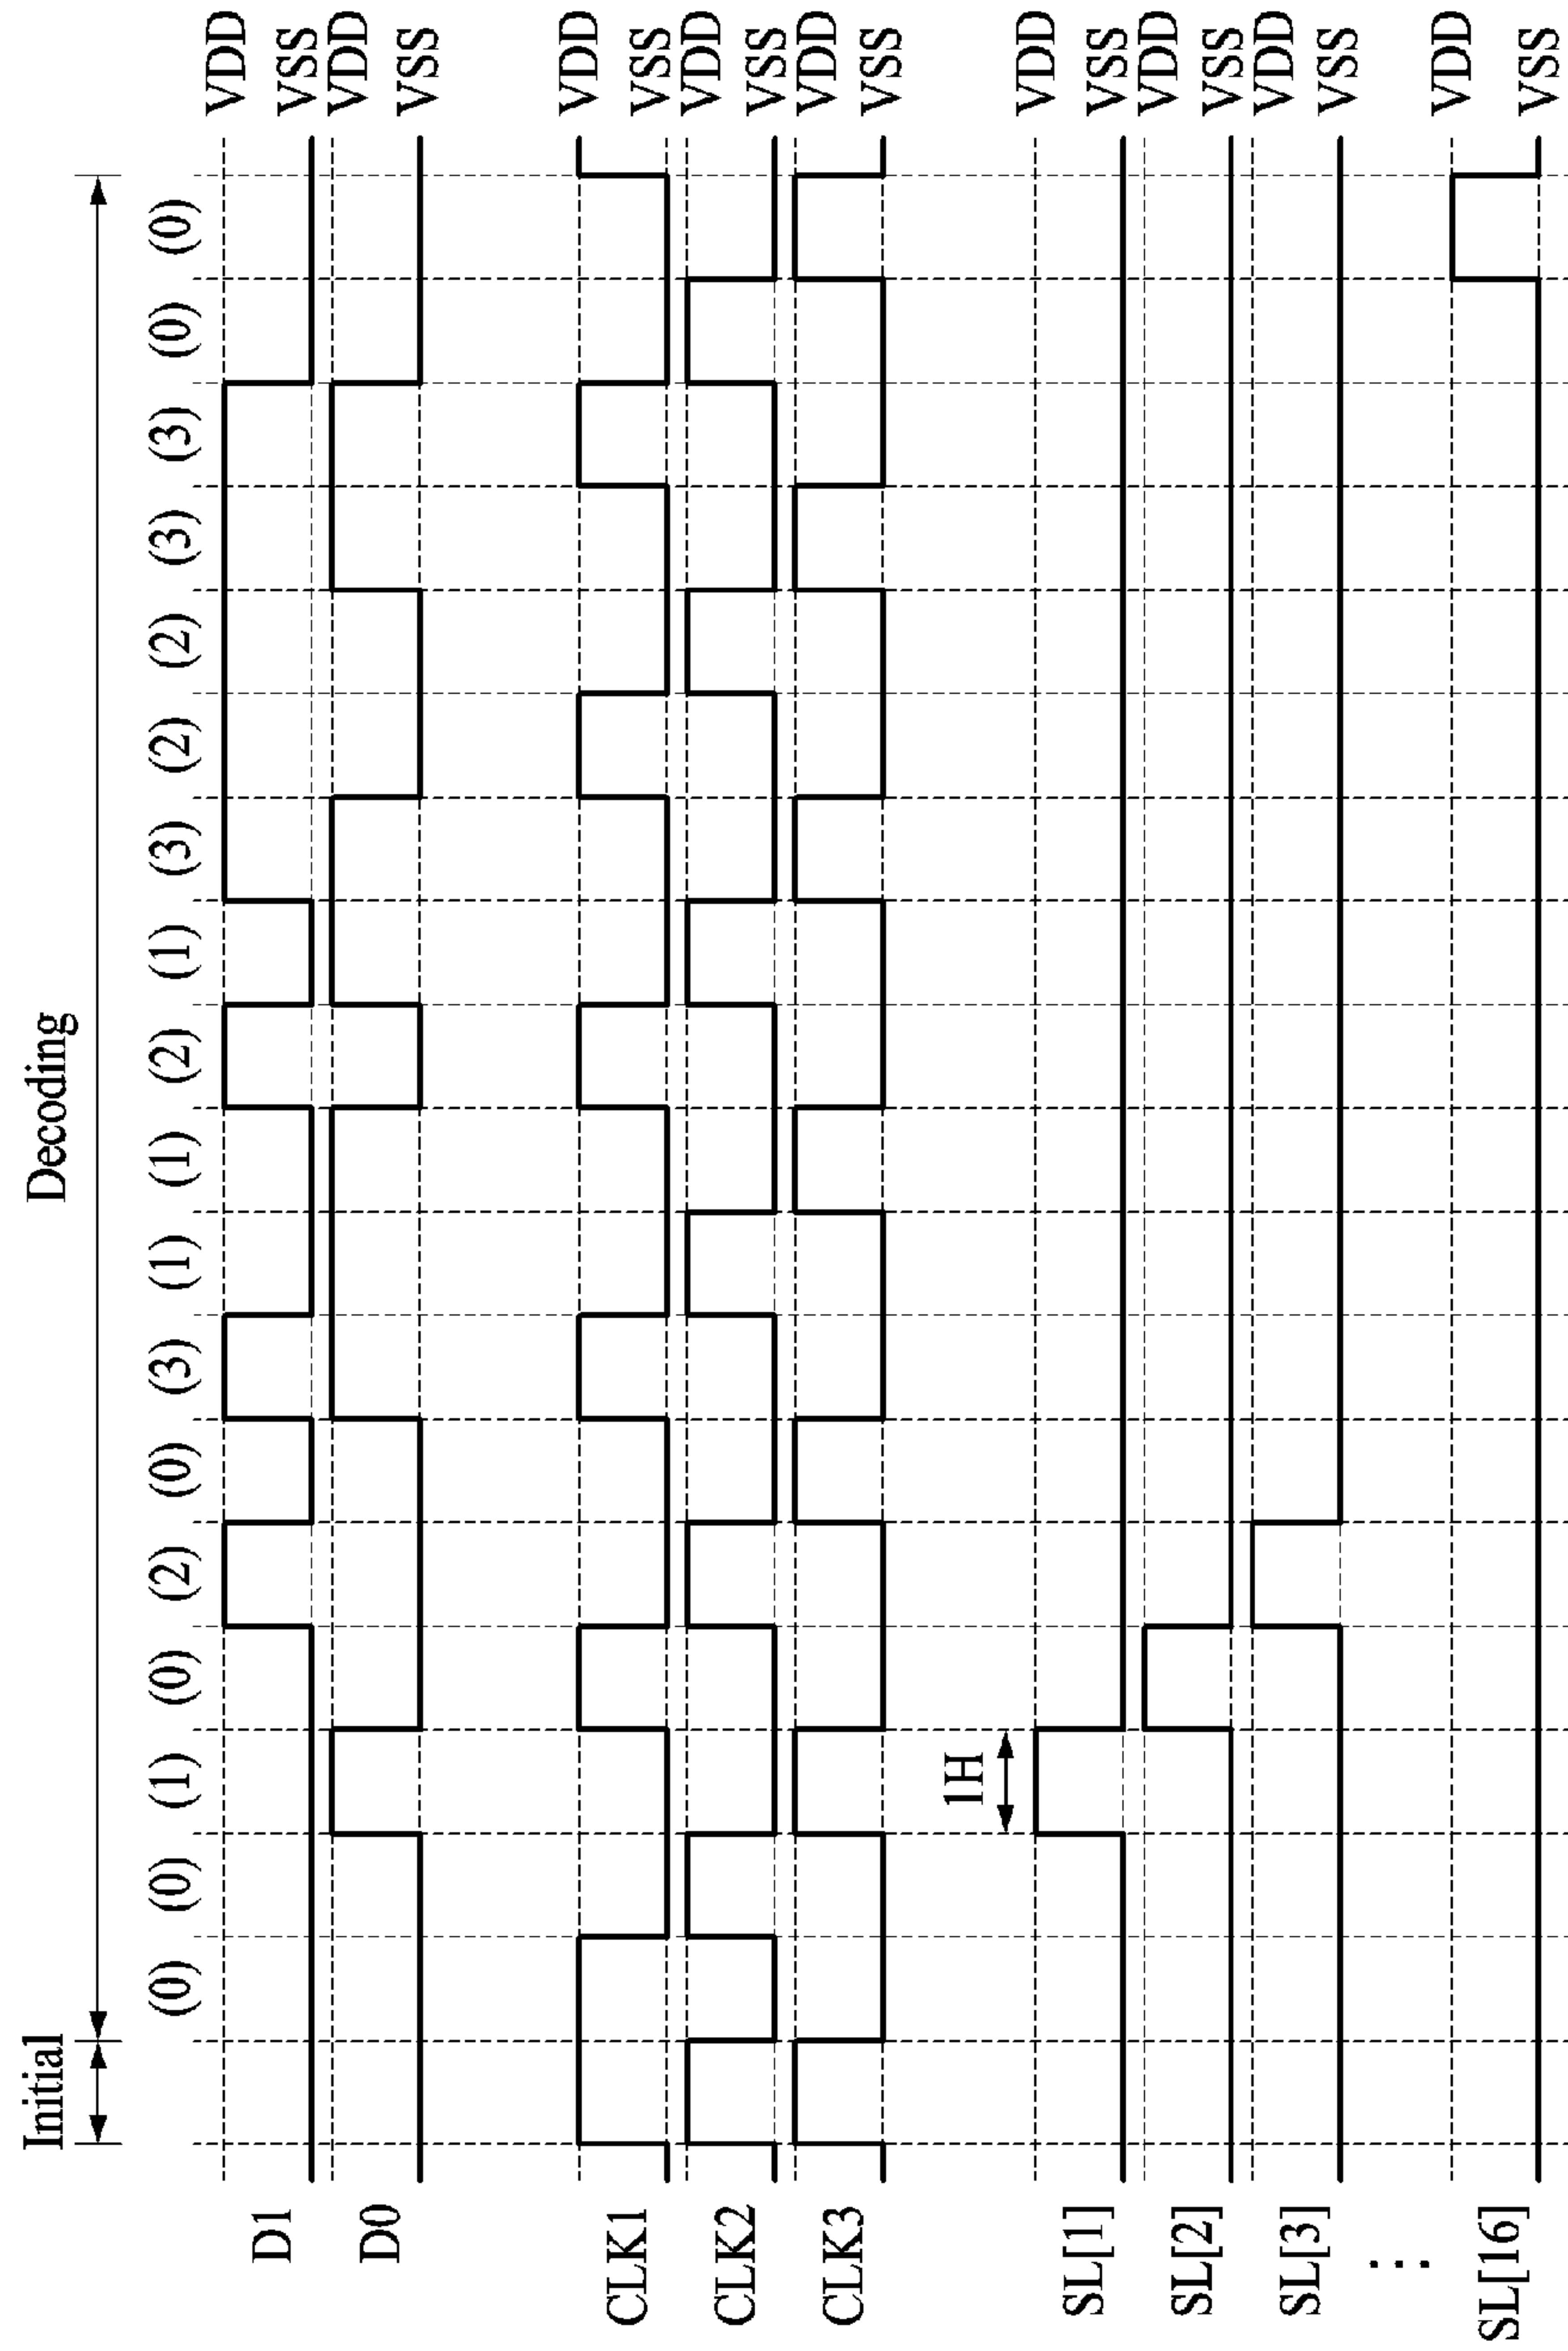 Initial Decoding
(0) (0) (1) (0) (2) (0) (3) (1) (1) (2) (1) (3) (2) (2) (3) (3) (0) (0)
VDD
D1 VSS
VDD
D0 VSS
VDD
CLK1 VSS
VDD
CLK2 VSS
VDD
CLK3 VSS
1H
VDD
SL[1] VSS
VDD
SL[2] VSS
VDD
SL[3] VSS
⋮
VDD
SL[16] VSS